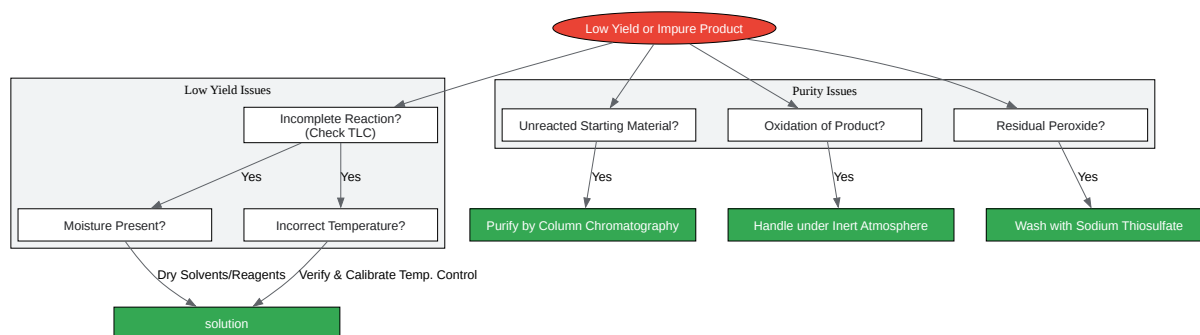 Low Yield or Impure Product
Low Yield Issues
Purity Issues
Incomplete Reaction?
(Check TLC)
Unreacted Starting Material?
Oxidation of Product?
Residual Peroxide?
Yes
Yes
Yes
Yes
Yes
Moisture Present?
Incorrect Temperature?
Purify by Column Chromatography
Handle under Inert Atmosphere
Wash with Sodium Thiosulfate
Dry Solvents/Reagents
Verify & Calibrate Temp. Control
solution